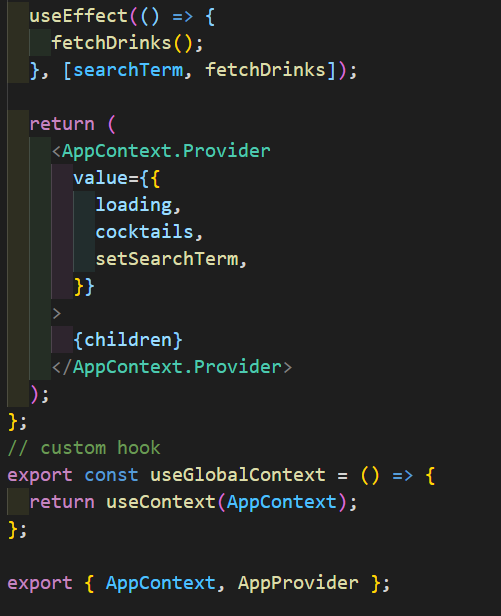 useEffect(() => {
fetchDrinks();
}, [searchTerm, fetchDrinks]);
return (
<AppContext.Provider
value={{
loading,
cocktails,
setSearchTerm,
}}
>
{children}
</AppContext.Provider>
);
};
// custom hook
export const useGlobalContext = () => {
return useContext(AppContext);
};
export { AppContext, AppProvider };